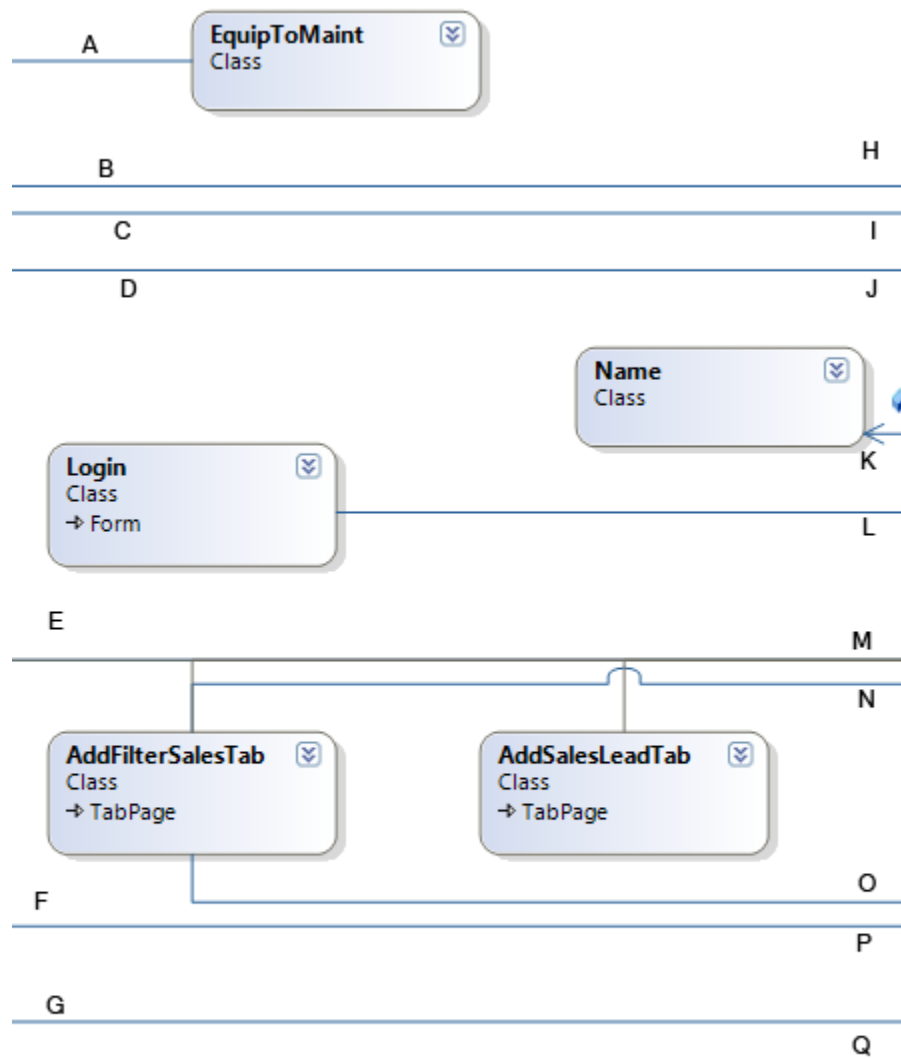 A
EquipToMaint
Class
H
B
C
I
D
J
Name
Class
K
Login
Class
Form
L
E
M
N
AddFilterSalesTab
Class
TabPage
AddSalesLeadTab
Class
TabPage
O
F
P
G
Q